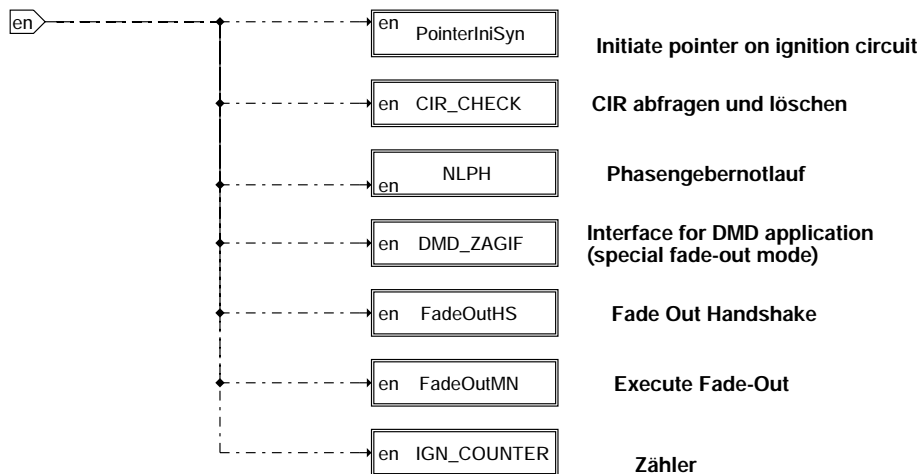 en
en PointerIniSyn
Initiate pointer on ignition circuit
en CIR_CHECK
CIR abfragen und löschen
en NLPH
Phasengebernotlauf
en DMD_ZAGIF
Interface for DMD application
(special fade-out mode)
en FadeOutHS
Fade Out Handshake
en FadeOutMN
Execute Fade-Out
en IGN_COUNTER
Zähler